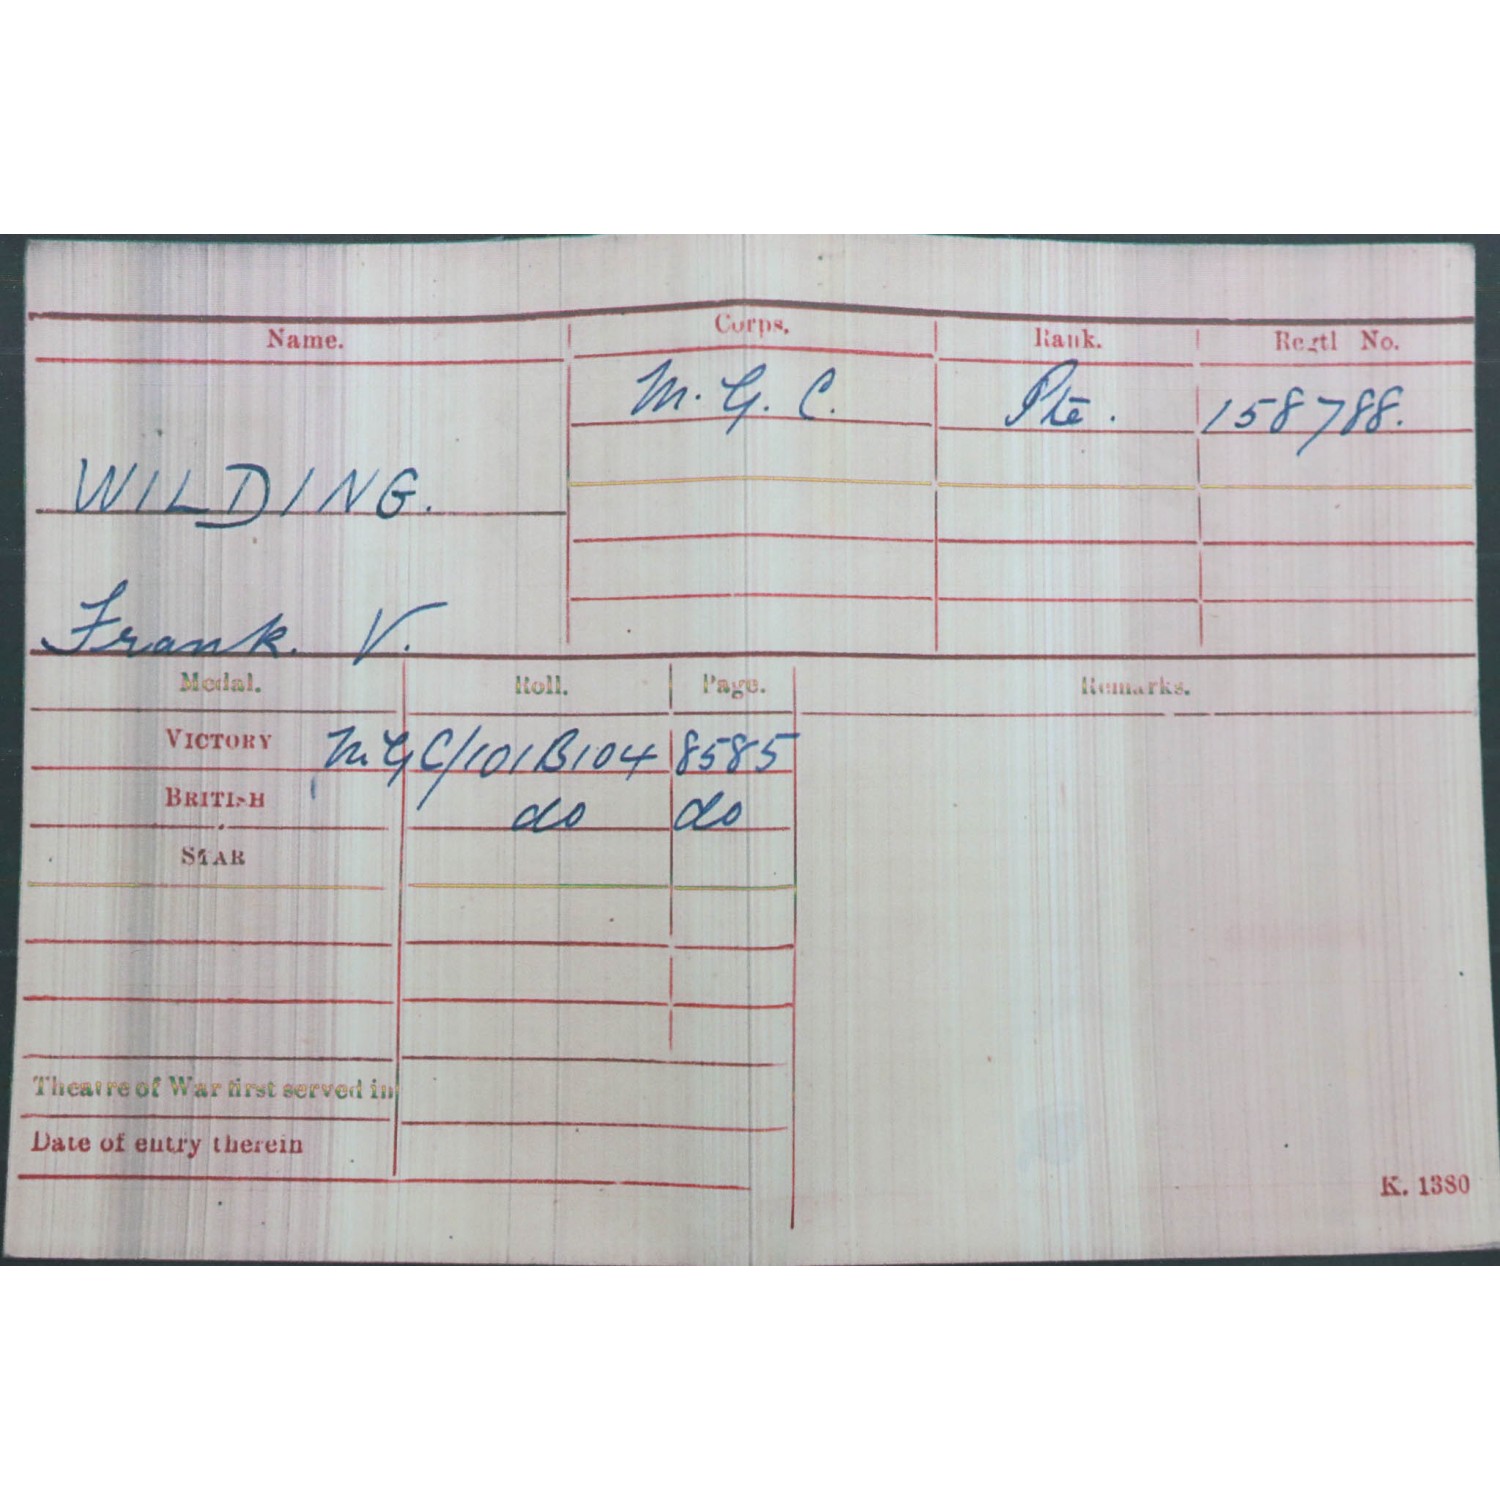 Name. Corps. Rank. Regtl No.
M. G. C. Pte. 158788.
WILDING.
Frank. V.
Medal. Roll. Page. Remarks.
VICTORY MGC/101B104 8585
BRITISH do do
STAR
Theatre of War first served in
Date of entry therein
K. 1380